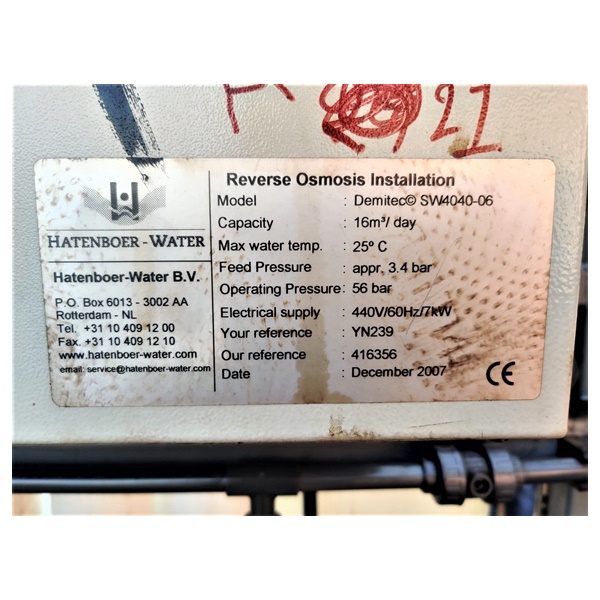 27
HATENBOER-WATER
Hatenboer-Water B.V.
P.O. Box 6013 - 3002 AA
Rotterdam - NL
Tel. +31 10 409 12 00
Fax. +31 10 409 12 10
www.hatenboer-water.com
email: service@hatenboer-water.com
Reverse Osmosis Installation
Model : Demitec© SW4040-06
Capacity : 16m³/ day
Max water temp. : 25º C
Feed Pressure : appr. 3.4 bar
Operating Pressure : 56 bar
Electrical supply : 440V/60Hz/7kW
Your reference : YN239
Our reference : 416356
Date : December 2007
CE